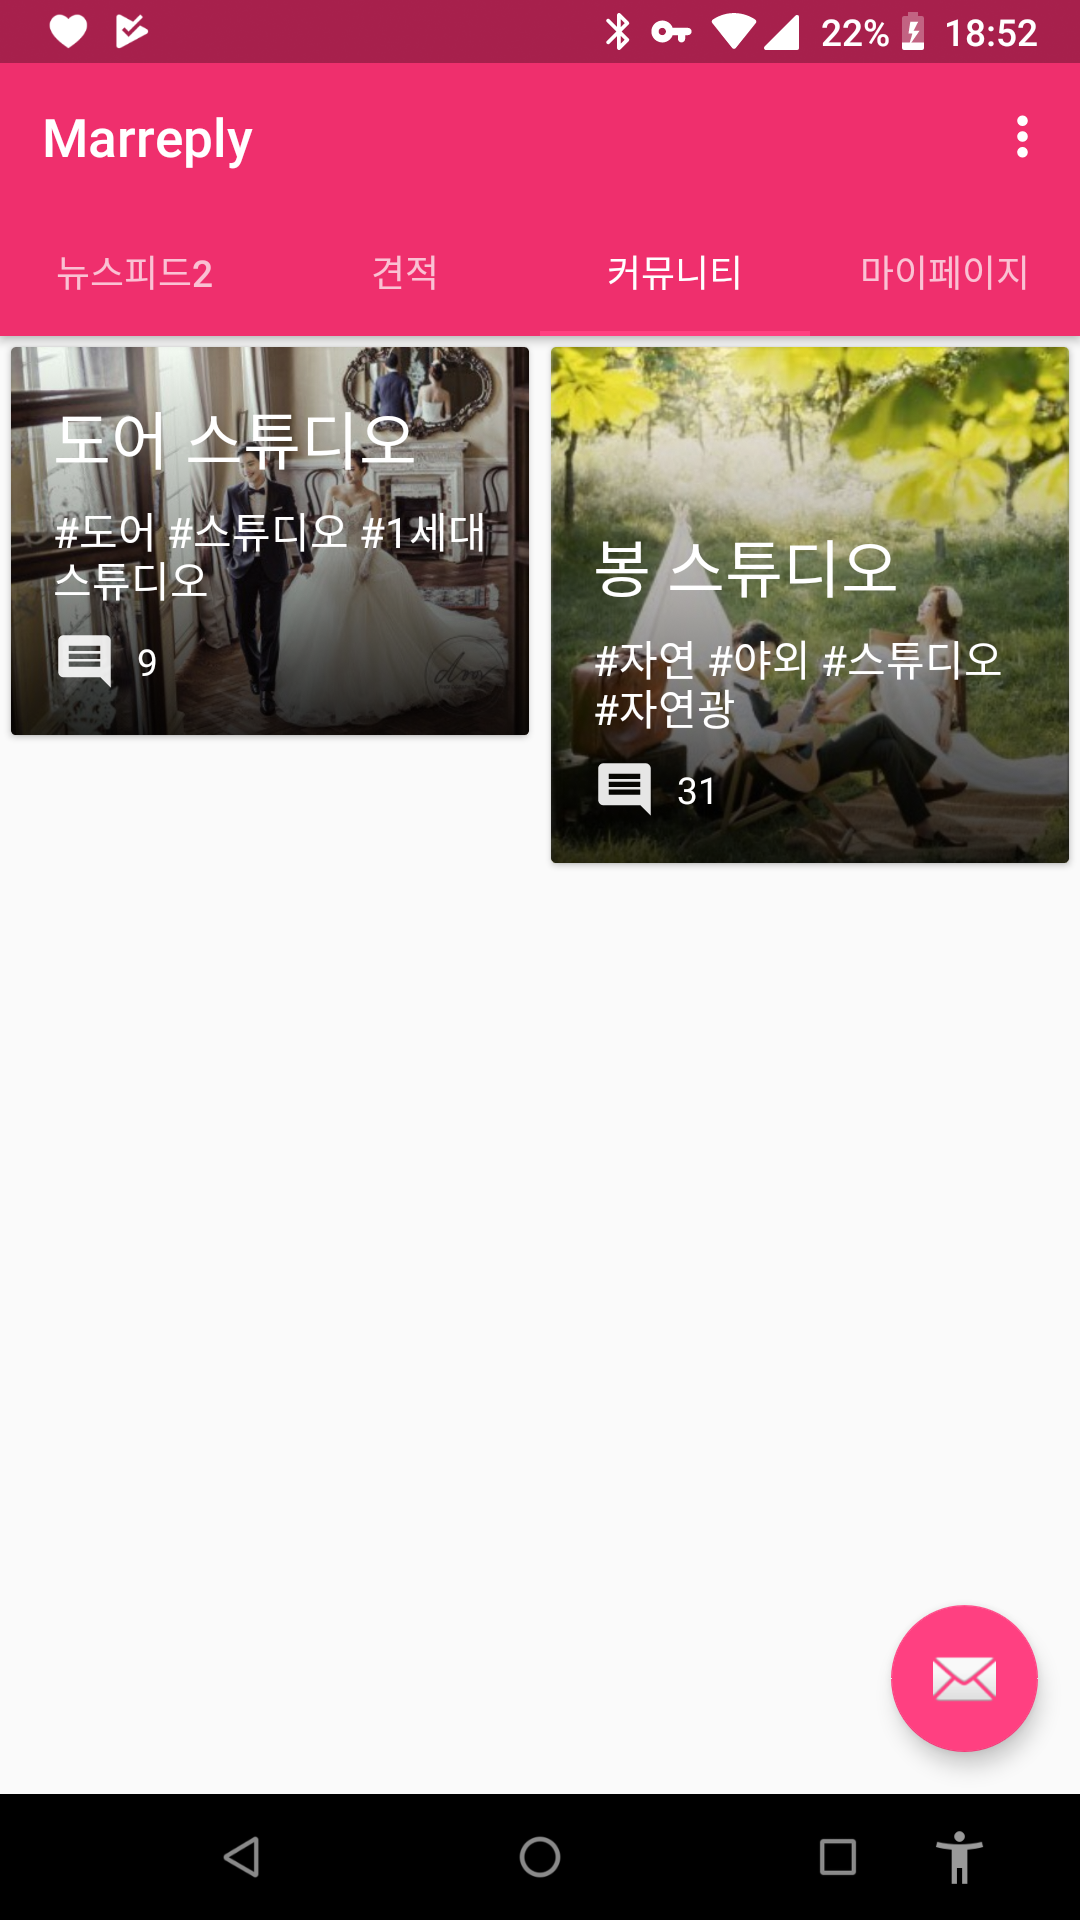 22% 18:52
Marreply
뉴스피드2 견적 커뮤니티 마이페이지
도어 스튜디오
#도어 #스튜디오 #1세대
스튜디오
9
봉 스튜디오
#자연 #야외 #스튜디오
#자연광
31